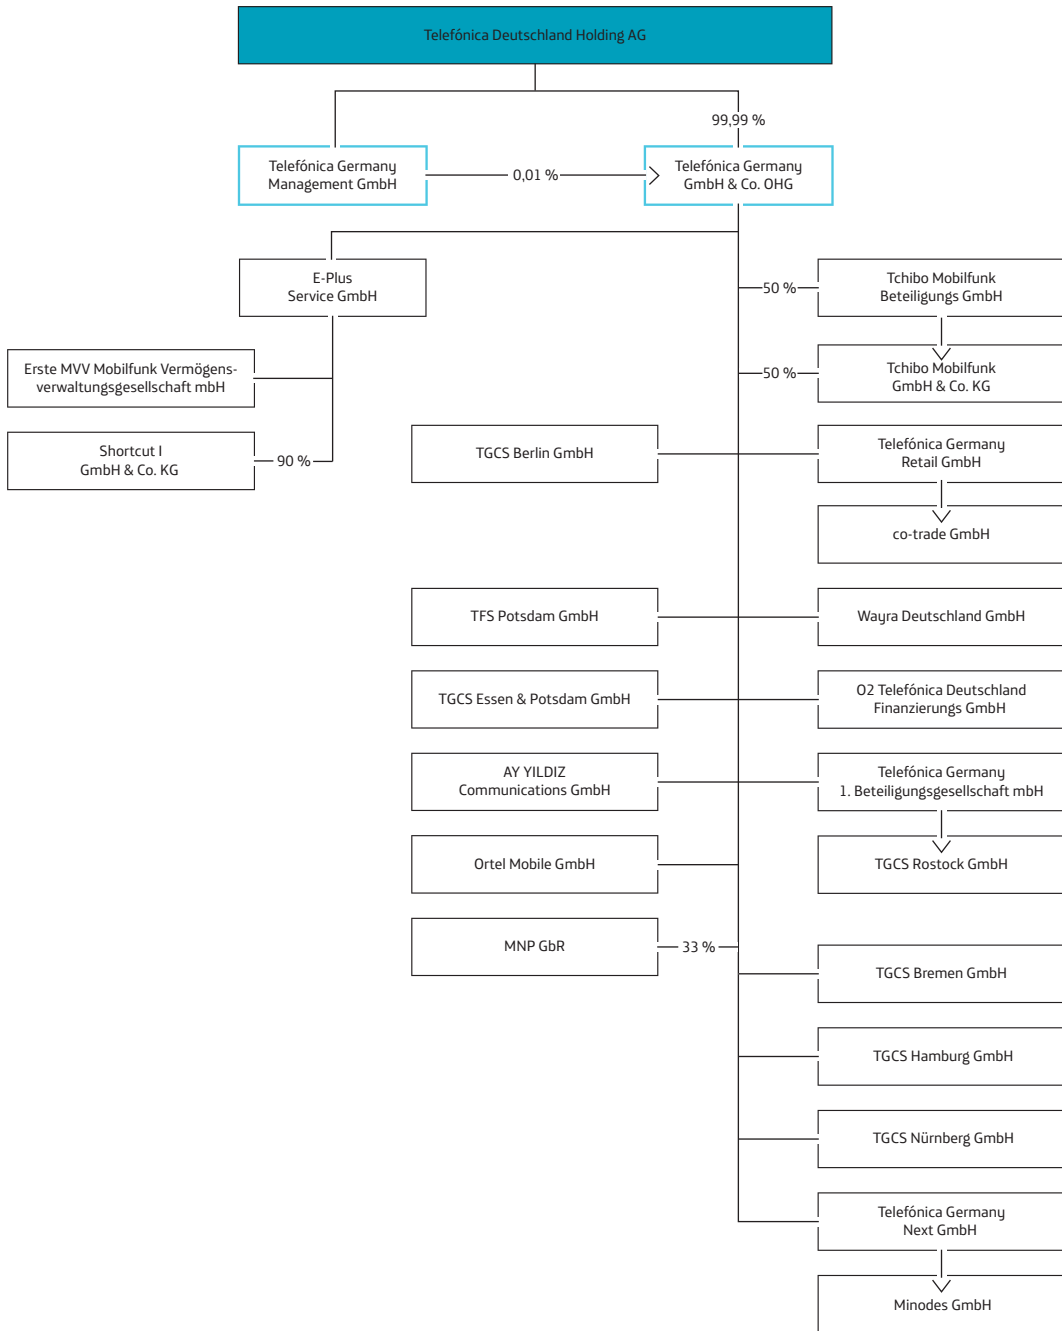 Telefónica Deutschland Holding AG
99,99 %
Telefónica Germany
Management GmbH
0,01 %
Telefónica Germany
GmbH & Co. OHG
E-Plus
Service GmbH
50 %
Tchibo Mobilfunk
Beteiligungs GmbH
Erste MVV Mobilfunk Vermögens-
verwaltungsgesellschaft mbH
50 %
Tchibo Mobilfunk
GmbH & Co. KG
Shortcut I
GmbH & Co. KG
90 %
TGCS Berlin GmbH
Telefónica Germany
Retail GmbH
co-trade GmbH
TFS Potsdam GmbH
Wayra Deutschland GmbH
TGCS Essen & Potsdam GmbH
O2 Telefónica Deutschland
Finanzierungs GmbH
AY YILDIZ
Communications GmbH
Telefónica Germany
1. Beteiligungsgesellschaft mbH
Ortel Mobile GmbH
TGCS Rostock GmbH
MNP GbR
33 %
TGCS Bremen GmbH
TGCS Hamburg GmbH
TGCS Nürnberg GmbH
Telefónica Germany
Next GmbH
Minodes GmbH